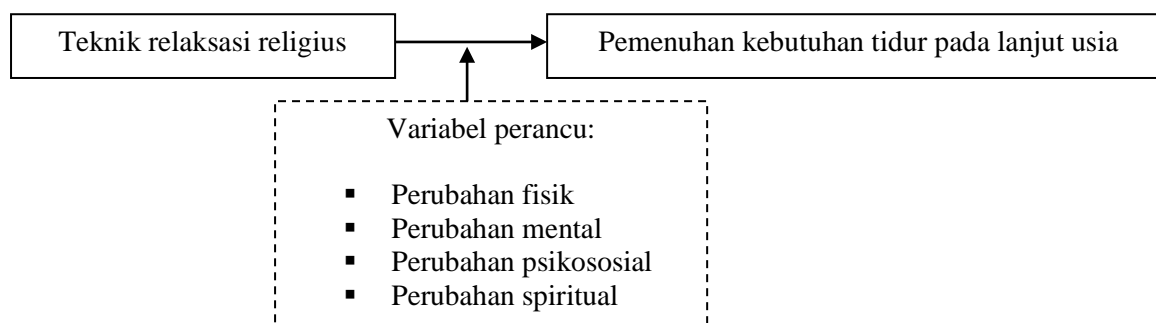 Teknik relaksasi religius
Pemenuhan kebutuhan tidur pada lanjut usia
Variabel perancu:
▪ Perubahan fisik
▪ Perubahan mental
▪ Perubahan psikososial
▪ Perubahan spiritual